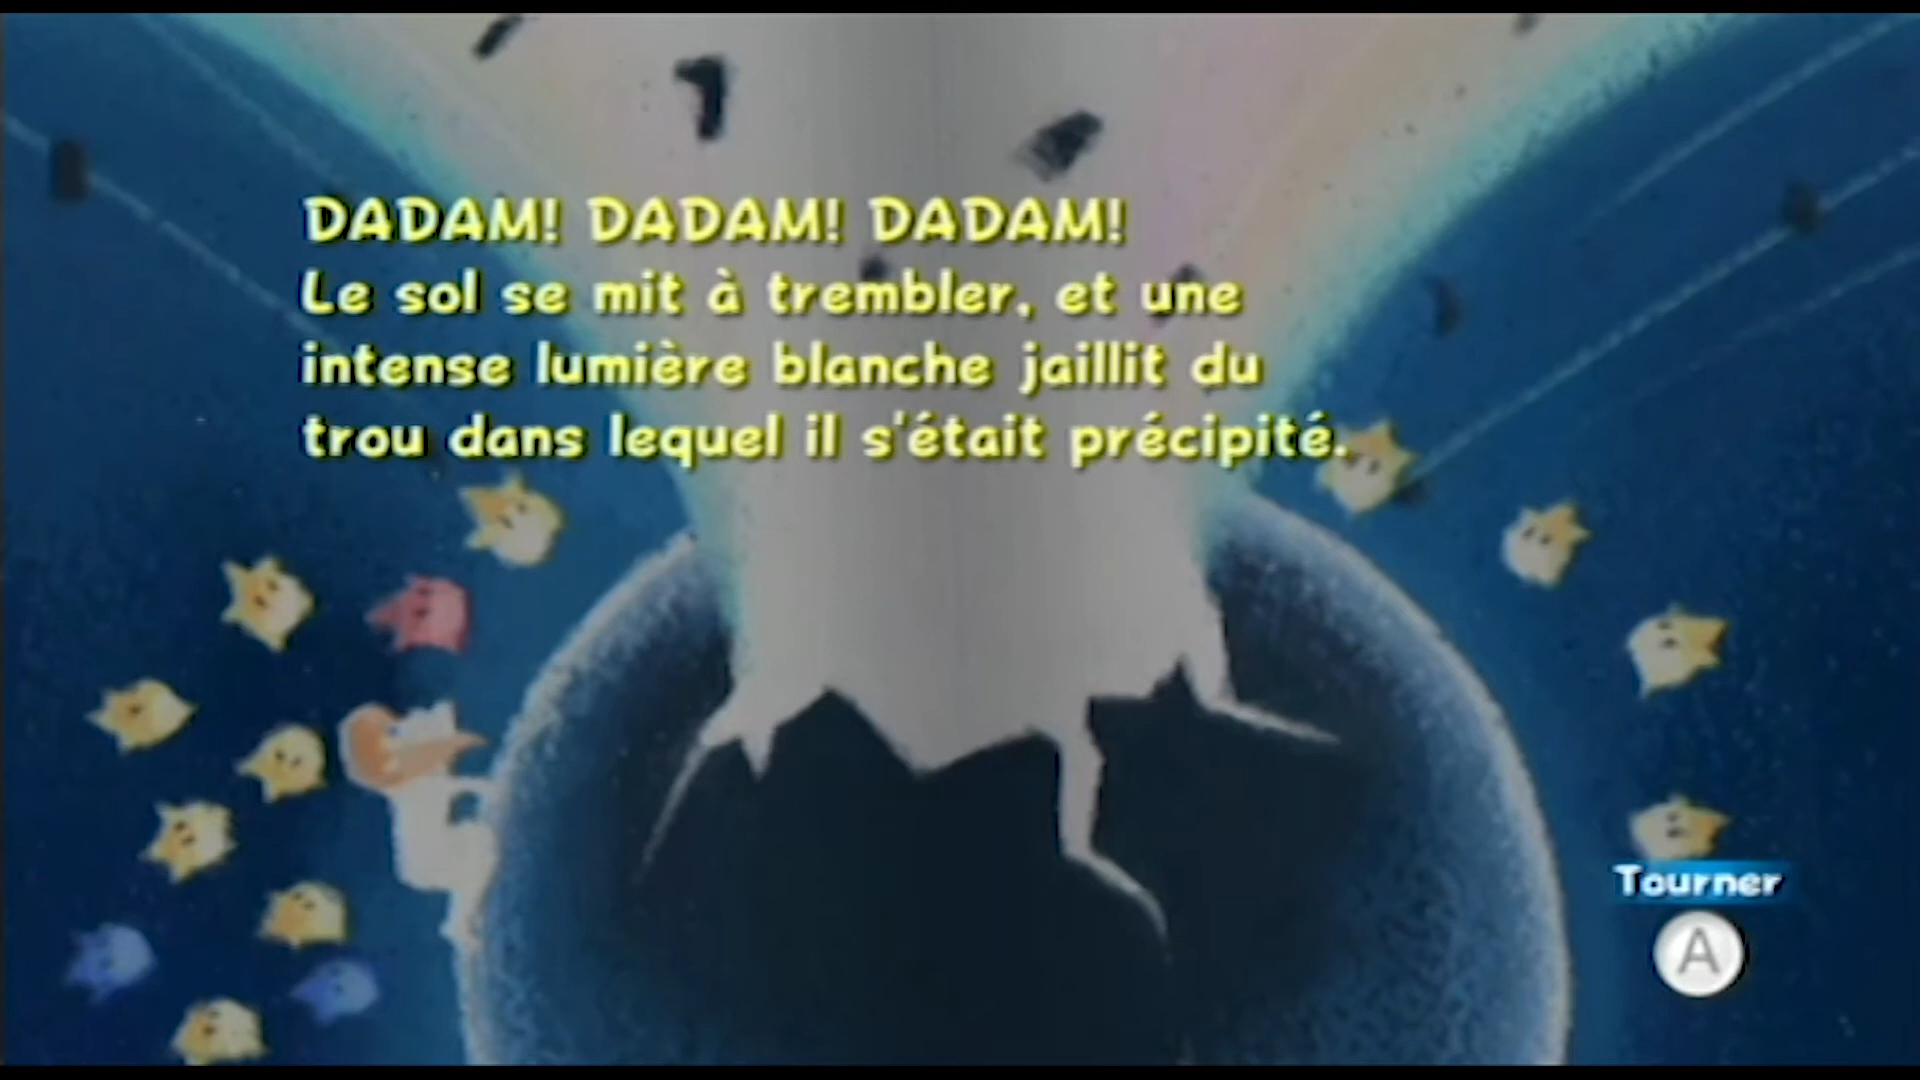 DADAM! DADAM! DADAM!
Le sol se mit à trembler, et une
intense lumière blanche jaillit du
trou dans lequel il s'était précipité.
Tourner
A